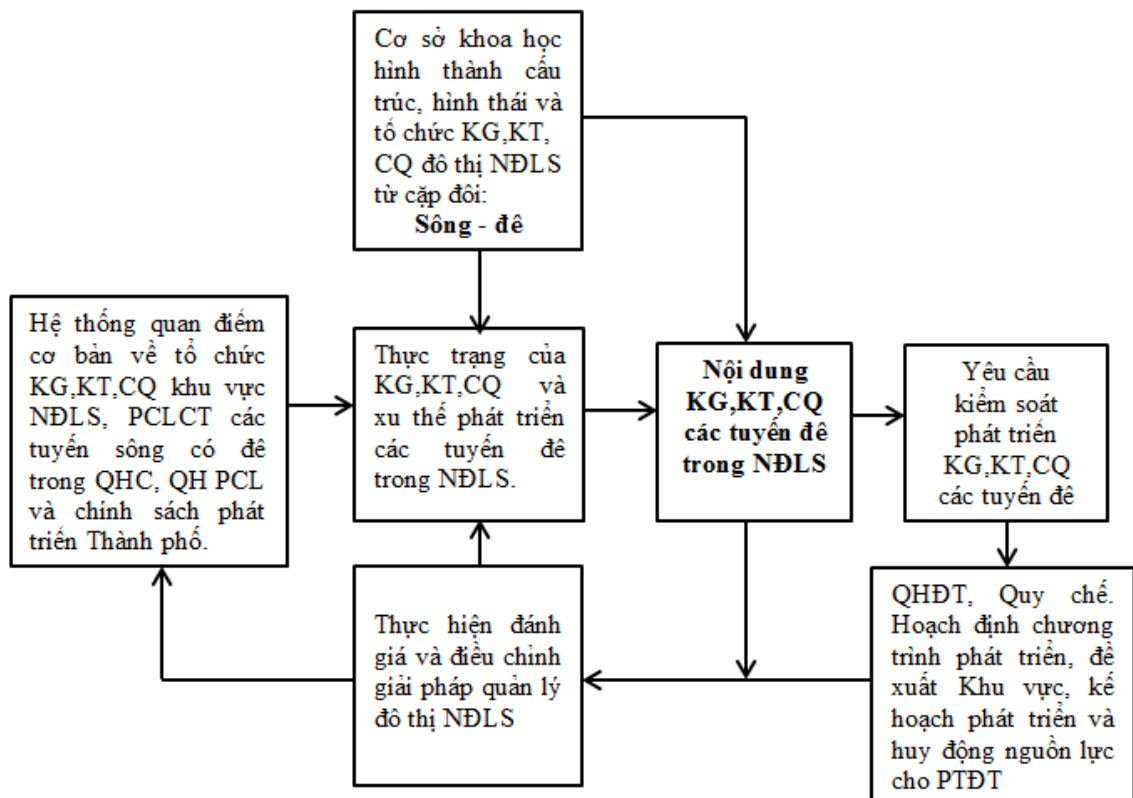 Cơ sở khoa học
hình thành cấu
trúc, hình thái và
tổ chức KG,KT,
CQ đô thị NĐLS
từ cặp đôi:
Sông - đê
Hệ thống quan điểm
cơ bản về tổ chức
KG,KT,CQ khu vực
NĐLS, PCLCT các
tuyến sông có đê
trong QHC, QH PCL
và chính sách phát
triển Thành phố.
Thực trạng của
KG,KT,CQ và
xu thế phát triển
các tuyến đê
trong NĐLS.
Nội dung
KG,KT,CQ
các tuyến đê
trong NĐLS
Yêu cầu
kiểm soát
phát triển
KG,KT,CQ
các tuyến đê
Thực hiện đánh
giá và điều chỉnh
giải pháp quản lý
đô thị NĐLS
QHĐT, Quy chế.
Hoạch định chương
trình phát triển, đề
xuất Khu vực, kế
hoạch phát triển và
huy động nguồn lực
cho PTĐT